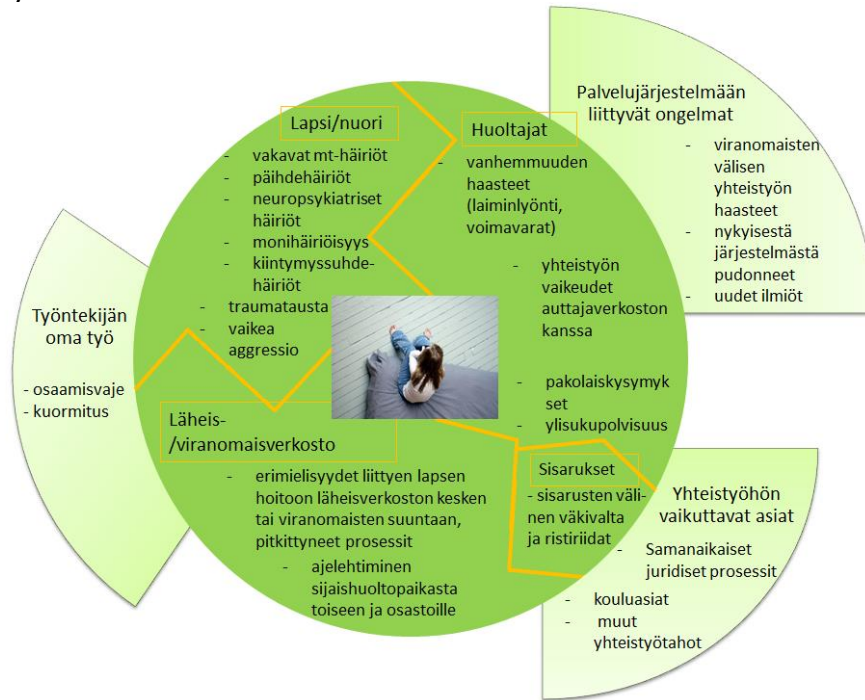 Lapsi/nuori
- vakavat mt-häiriöt
- päihdehäiriöt
- neuropsykiatriset
häiriöt
- monihäiriöisyys
- kiintymyssuhde-
häiriöt
- traumatausta
- vaikea
aggressio
Huoltajat
- vanhemmuuden
haasteet
(laiminlyönti,
voimavarat)
- yhteistyön
vaikeudet
auttajaverkoston
kanssa
- pakolaiskysymyk
set
- ylisukupolvisuus
Palvelujärjestelmään
liittyvät ongelmat
- viranomaisten
välisen
yhteistyön
haasteet
- nykyisestä
järjestelmästä
pudonneet
- uudet ilmiöt
Työntekijän
oma työ
- osaamisvaje
- kuormitus
Läheis-
/viranomaisverkosto
- erimielisyydet liittyen lapsen
hoitoon läheisverkoston kesken
tai viranomaisten suuntaan,
pitkittyneet prosessit
- ajelehtiminen
sijaishuoltopaikasta
toiseen ja osastoille
Sisarukset
- sisarusten väli-
nen väkivalta
ja ristiriidat
Yhteistyöhön
vaikuttavat asiat
- Samanaikaiset
juridiset prosessit
- kouluasiat
- muut
yhteistyötahot